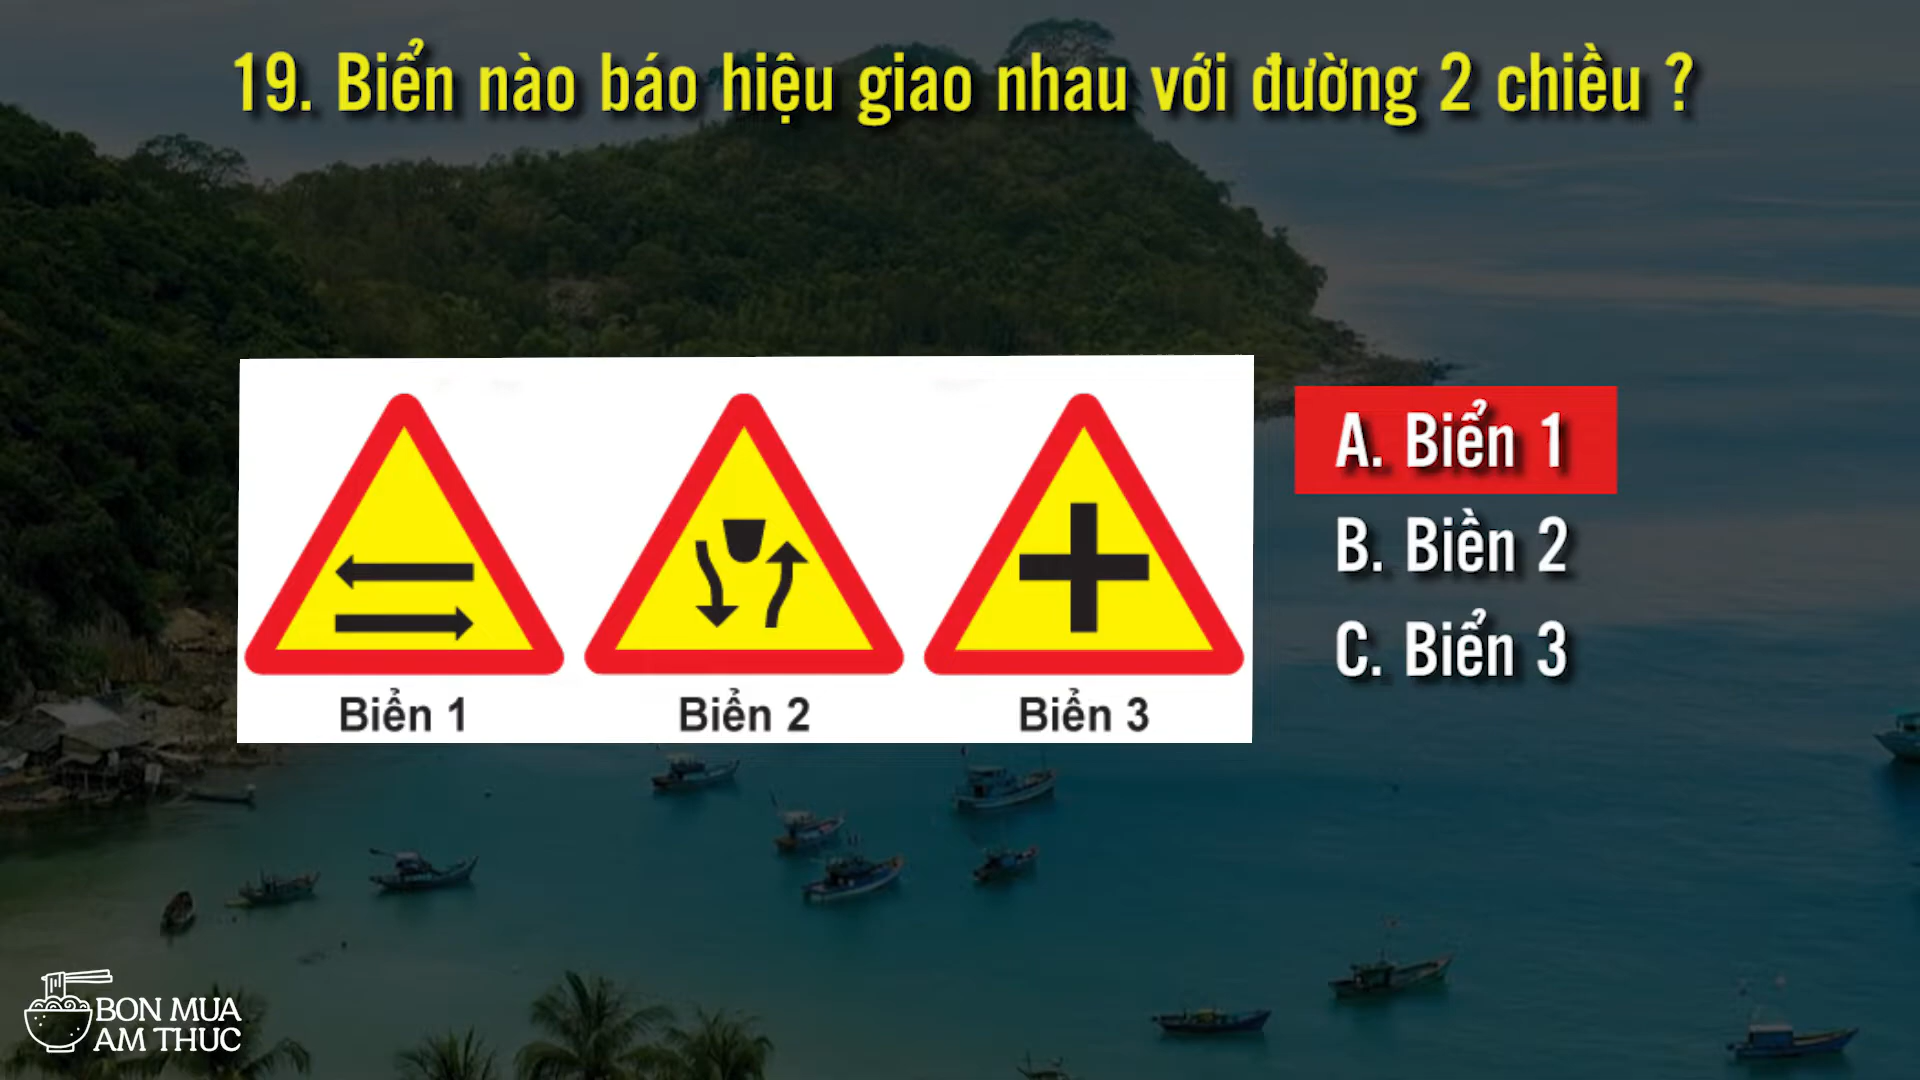 19. Biển nào báo hiệu giao nhau với đường 2 chiều ?
A. Biển 1
B. Biền 2
C. Biển 3
Biển 1
Biển 2
Biển 3
BON MUA
AM THUC